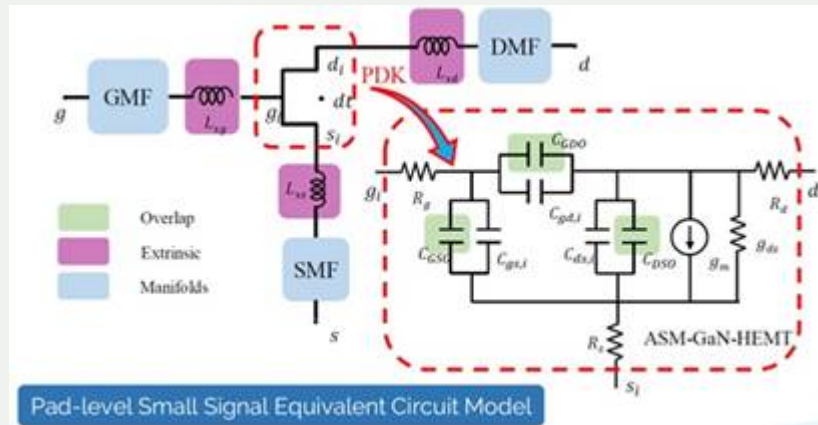 GMF
L_xg
g
g_i
d_i
dt
s_i
PDK
L_xd
DMF
d
L_xs
SMF
s
Overlap
Extrinsic
Manifolds
g_i
R_g
C_GDO
C_gd,i
C_GSO
C_gs,i
C_ds,i
C_DSO
g_m
g_ds
R_d
d
R_s
s_i
ASM-GaN-HEMT
Pad-level Small Signal Equivalent Circuit Model